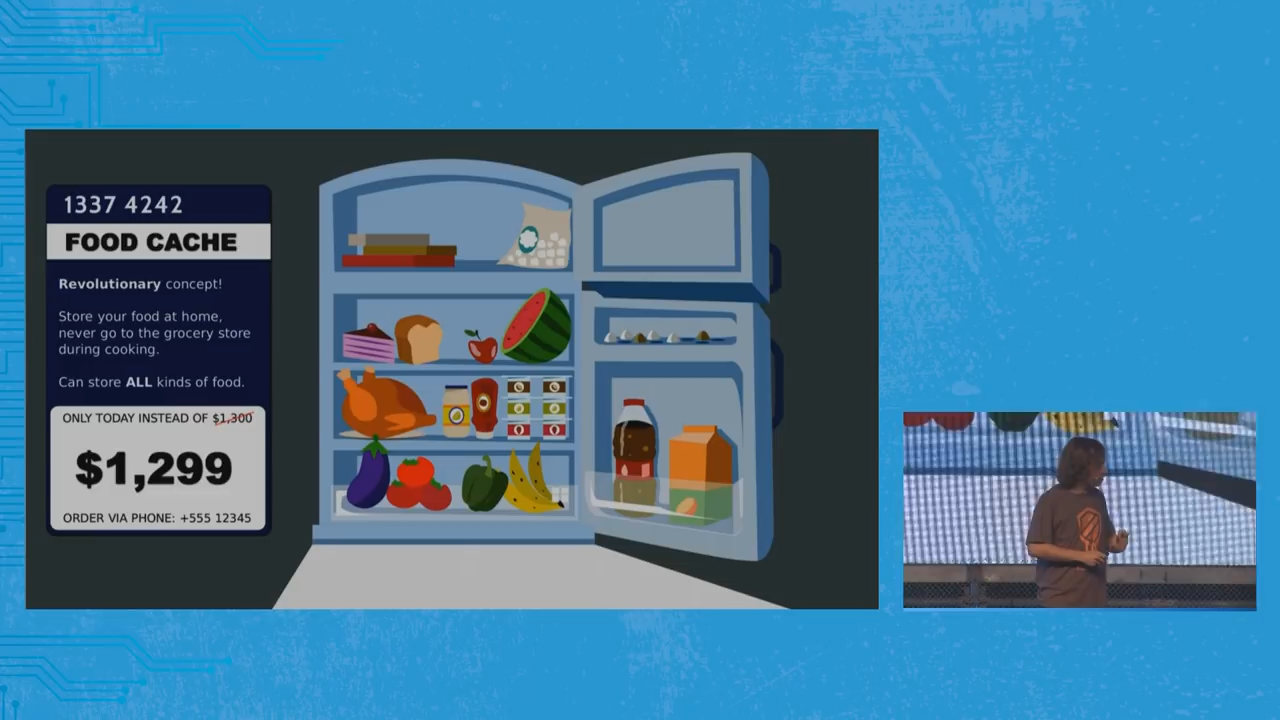 1337 4242
FOOD CACHE
Revolutionary concept!
Store your food at home,
never go to the grocery store
during cooking.
Can store ALL kinds of food.
ONLY TODAY INSTEAD OF $1,300
$1,299
ORDER VIA PHONE: +555 12345